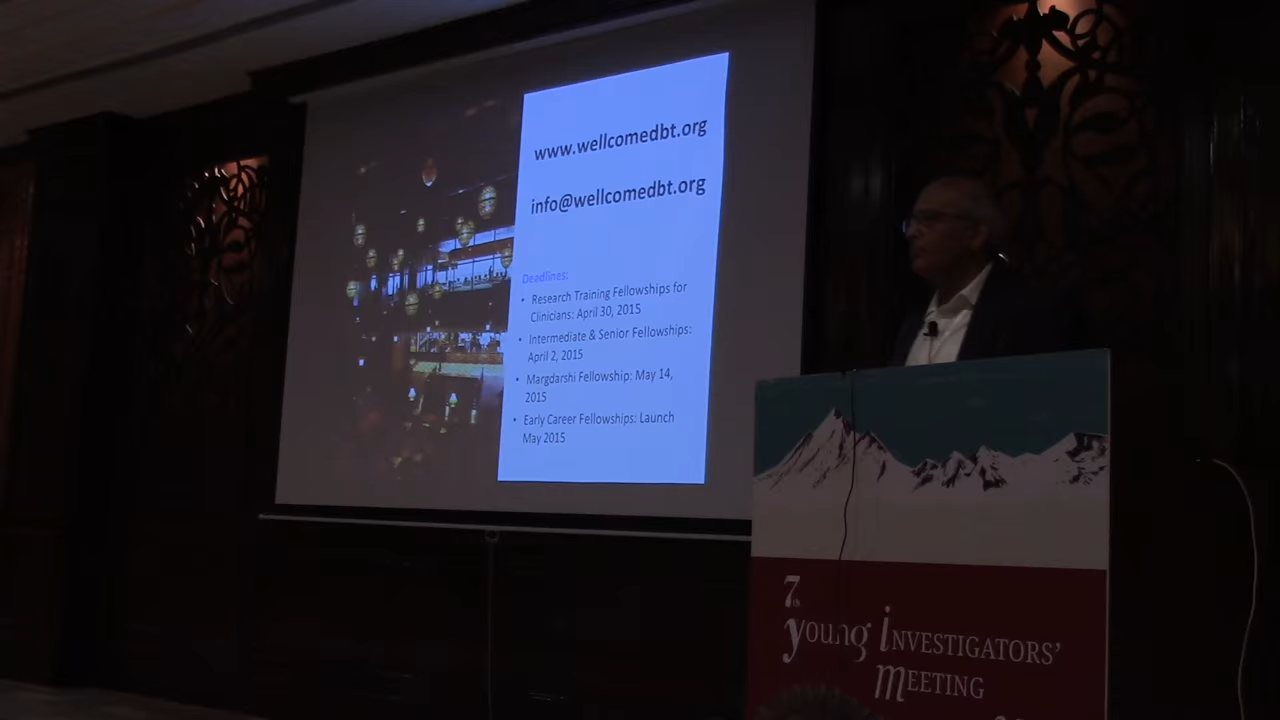 www.wellcomedbt.org
info@wellcomedbt.org
Deadlines:
• Research Training Fellowships for
Clinicians: April 30, 2015
• Intermediate & Senior Fellowships:
April 2, 2015
• Margdarshi Fellowship: May 14,
2015
• Early Career Fellowships: Launch
May 2015
7th
young investigators'
meeting